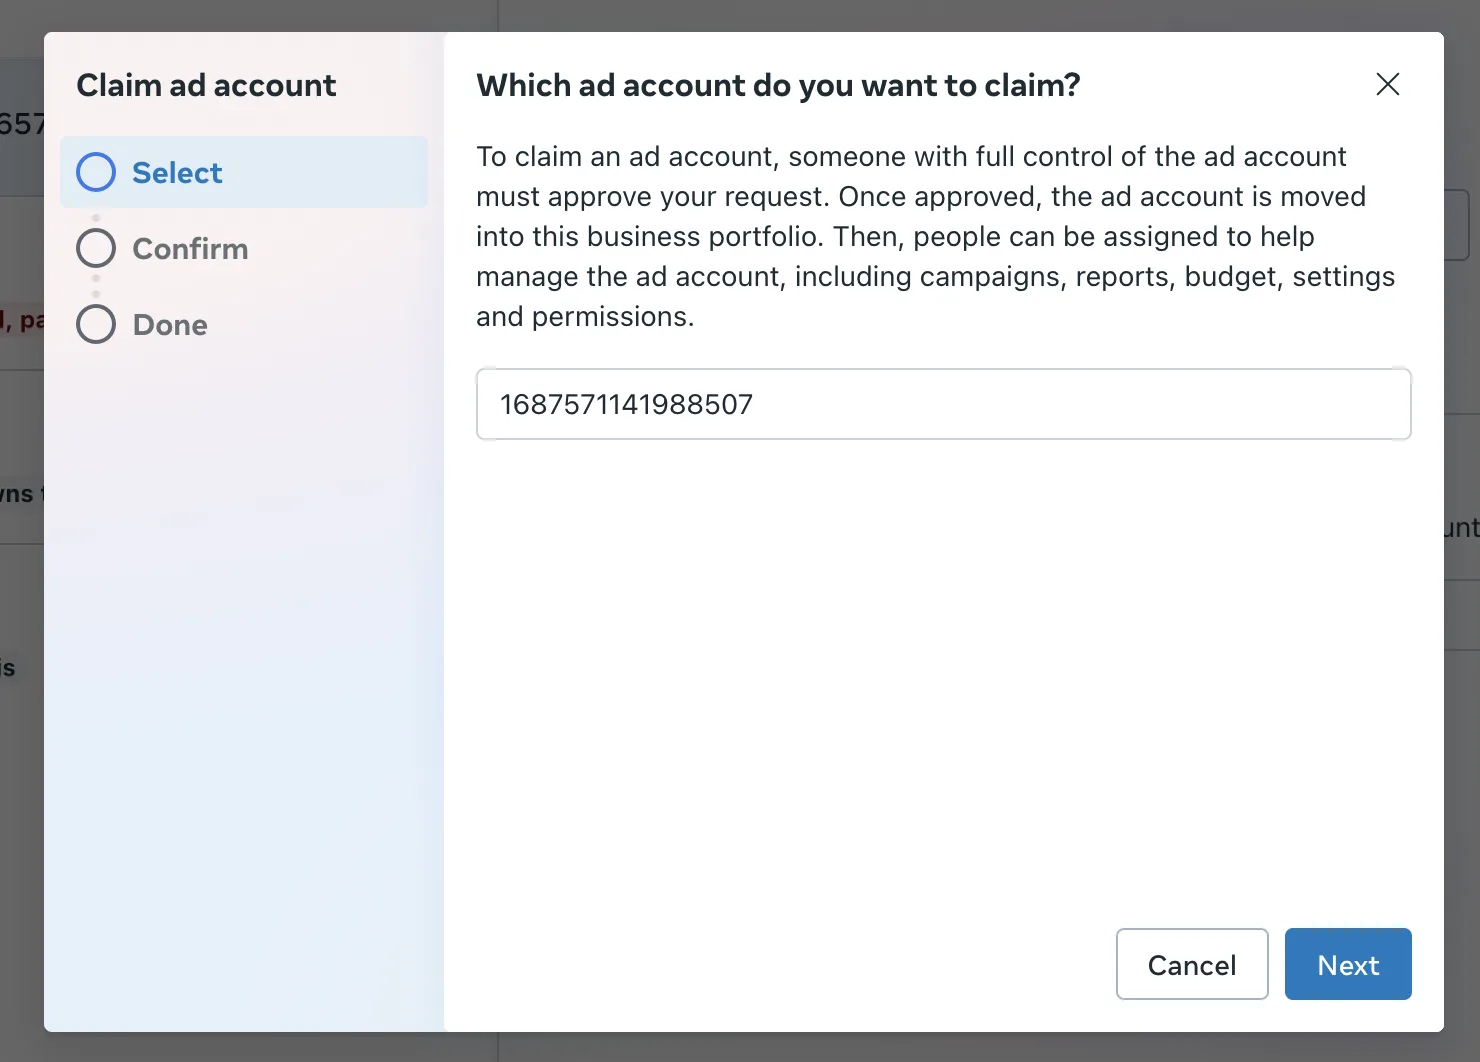 Claim ad account
Select
Confirm
Done
Which ad account do you want to claim?
To claim an ad account, someone with full control of the ad account
must approve your request. Once approved, the ad account is moved
into this business portfolio. Then, people can be assigned to help
manage the ad account, including campaigns, reports, budget, settings
and permissions.
1687571141988507
Cancel
Next
657
is